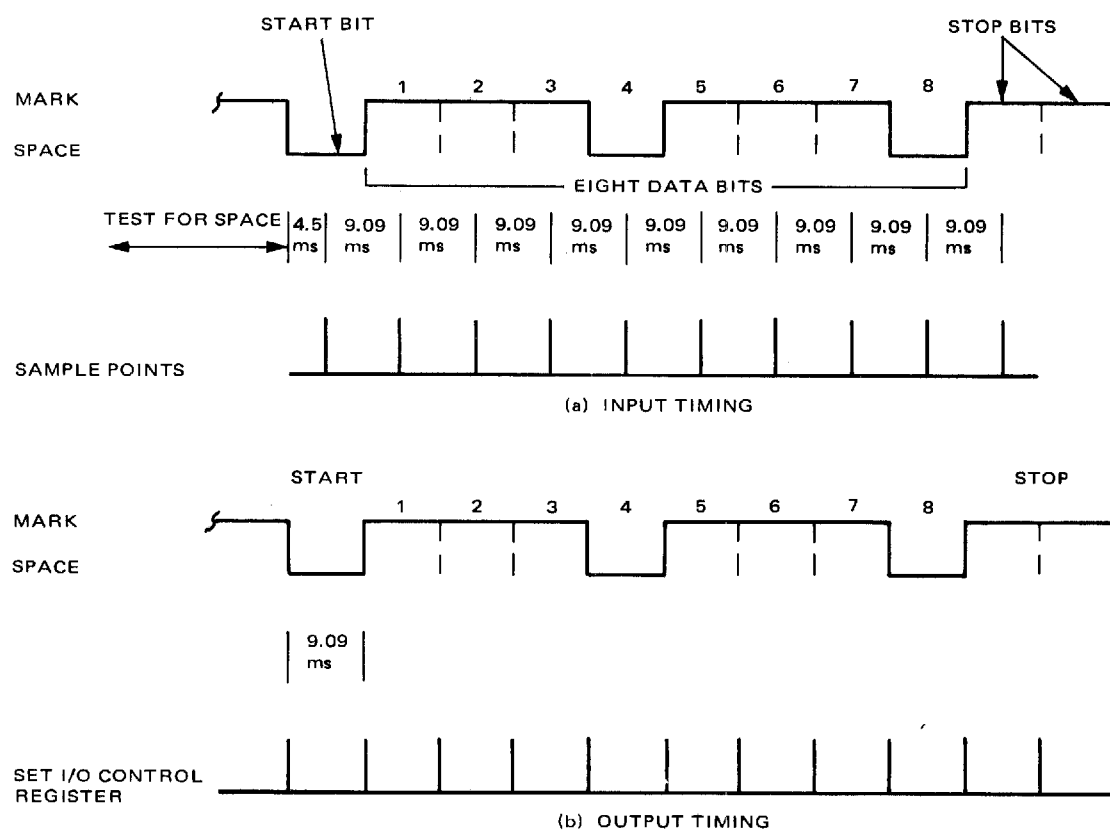 START BIT
STOP BITS
1 2 3 4 5 6 7 8
MARK
SPACE
EIGHT DATA BITS
TEST FOR SPACE
4.5 ms 9.09 ms 9.09 ms 9.09 ms 9.09 ms 9.09 ms 9.09 ms 9.09 ms 9.09 ms 9.09 ms
SAMPLE POINTS
(a) INPUT TIMING
START
STOP
1 2 3 4 5 6 7 8
MARK
SPACE
9.09
ms
SET I/O CONTROL
REGISTER
(b) OUTPUT TIMING